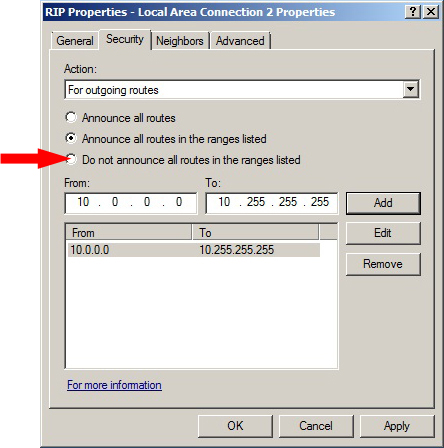 RIP Properties - Local Area Connection 2 Properties
General Security Neighbors Advanced
Action:
For outgoing routes
Announce all routes
Announce all routes in the ranges listed
Do not announce all routes in the ranges listed
From: To:
10 . 0 . 0 . 0 10 . 255 . 255 . 255 Add
From To Edit
10.0.0.0 10.255.255.255
Remove
For more information
OK Cancel Apply